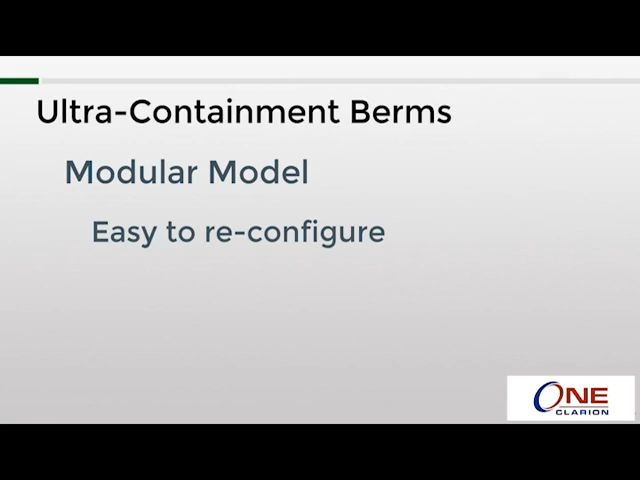 Ultra-Containment Berms
Modular Model
Easy to re-configure
ONE
CLARION